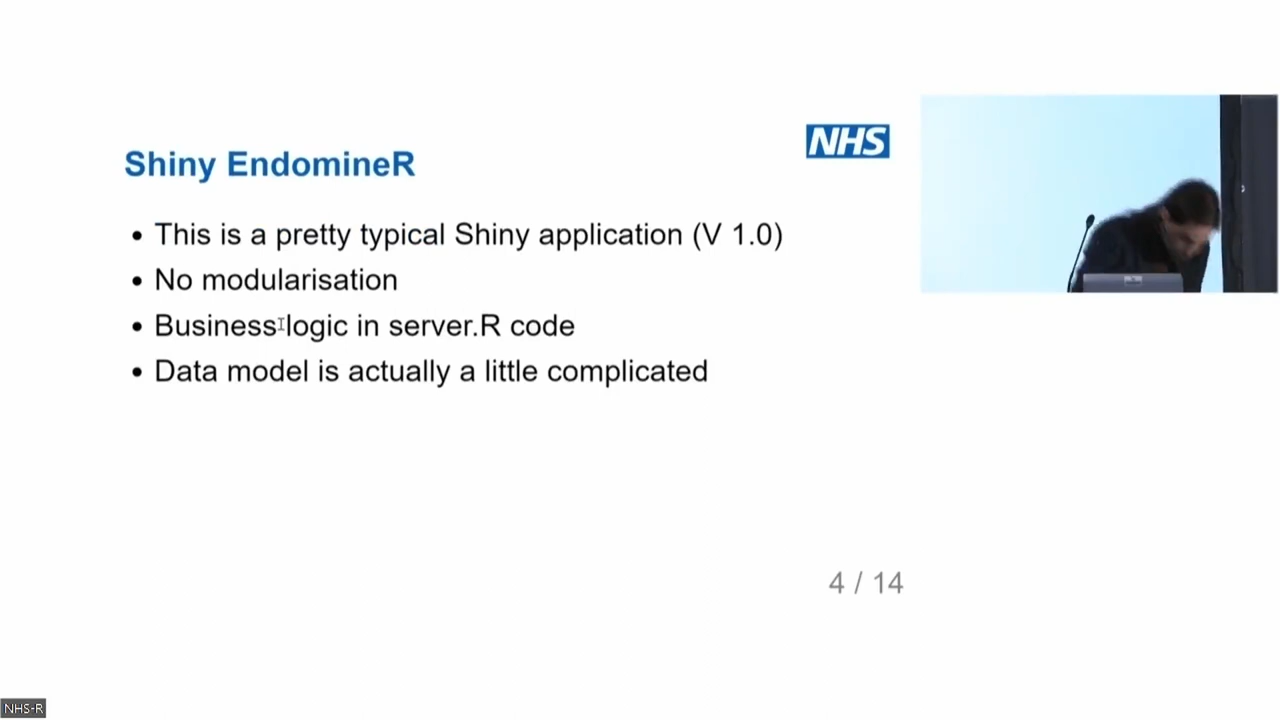 NHS
Shiny EndomineR
This is a pretty typical Shiny application (V 1.0)
No modularisation
Business logic in server.R code
Data model is actually a little complicated
4 / 14
NHS-R